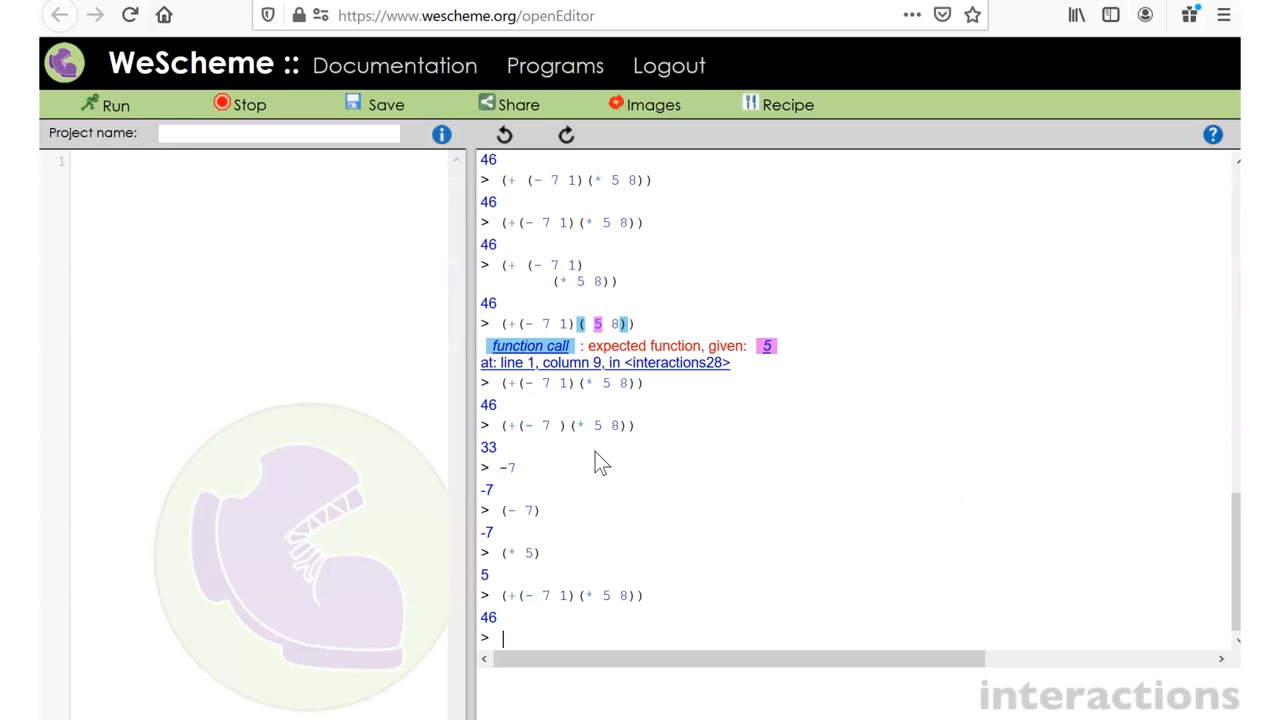 https://www.wescheme.org/openEditor
WeScheme :: Documentation Programs Logout
Run Stop Save Share Images Recipe
Project name:
1
46
> (+ (- 7 1)(* 5 8))
46
> (+(- 7 1)(* 5 8))
46
> (+ (- 7 1)
(* 5 8))
46
> (+(- 7 1)( 5 8))
function call : expected function, given: 5
at: line 1, column 9, in <interactions28>
> (+(- 7 1)(* 5 8))
46
> (+(- 7 )(* 5 8))
33
> -7
-7
> (- 7)
-7
> (* 5)
5
> (+(- 7 1)(* 5 8))
46
>
interactions